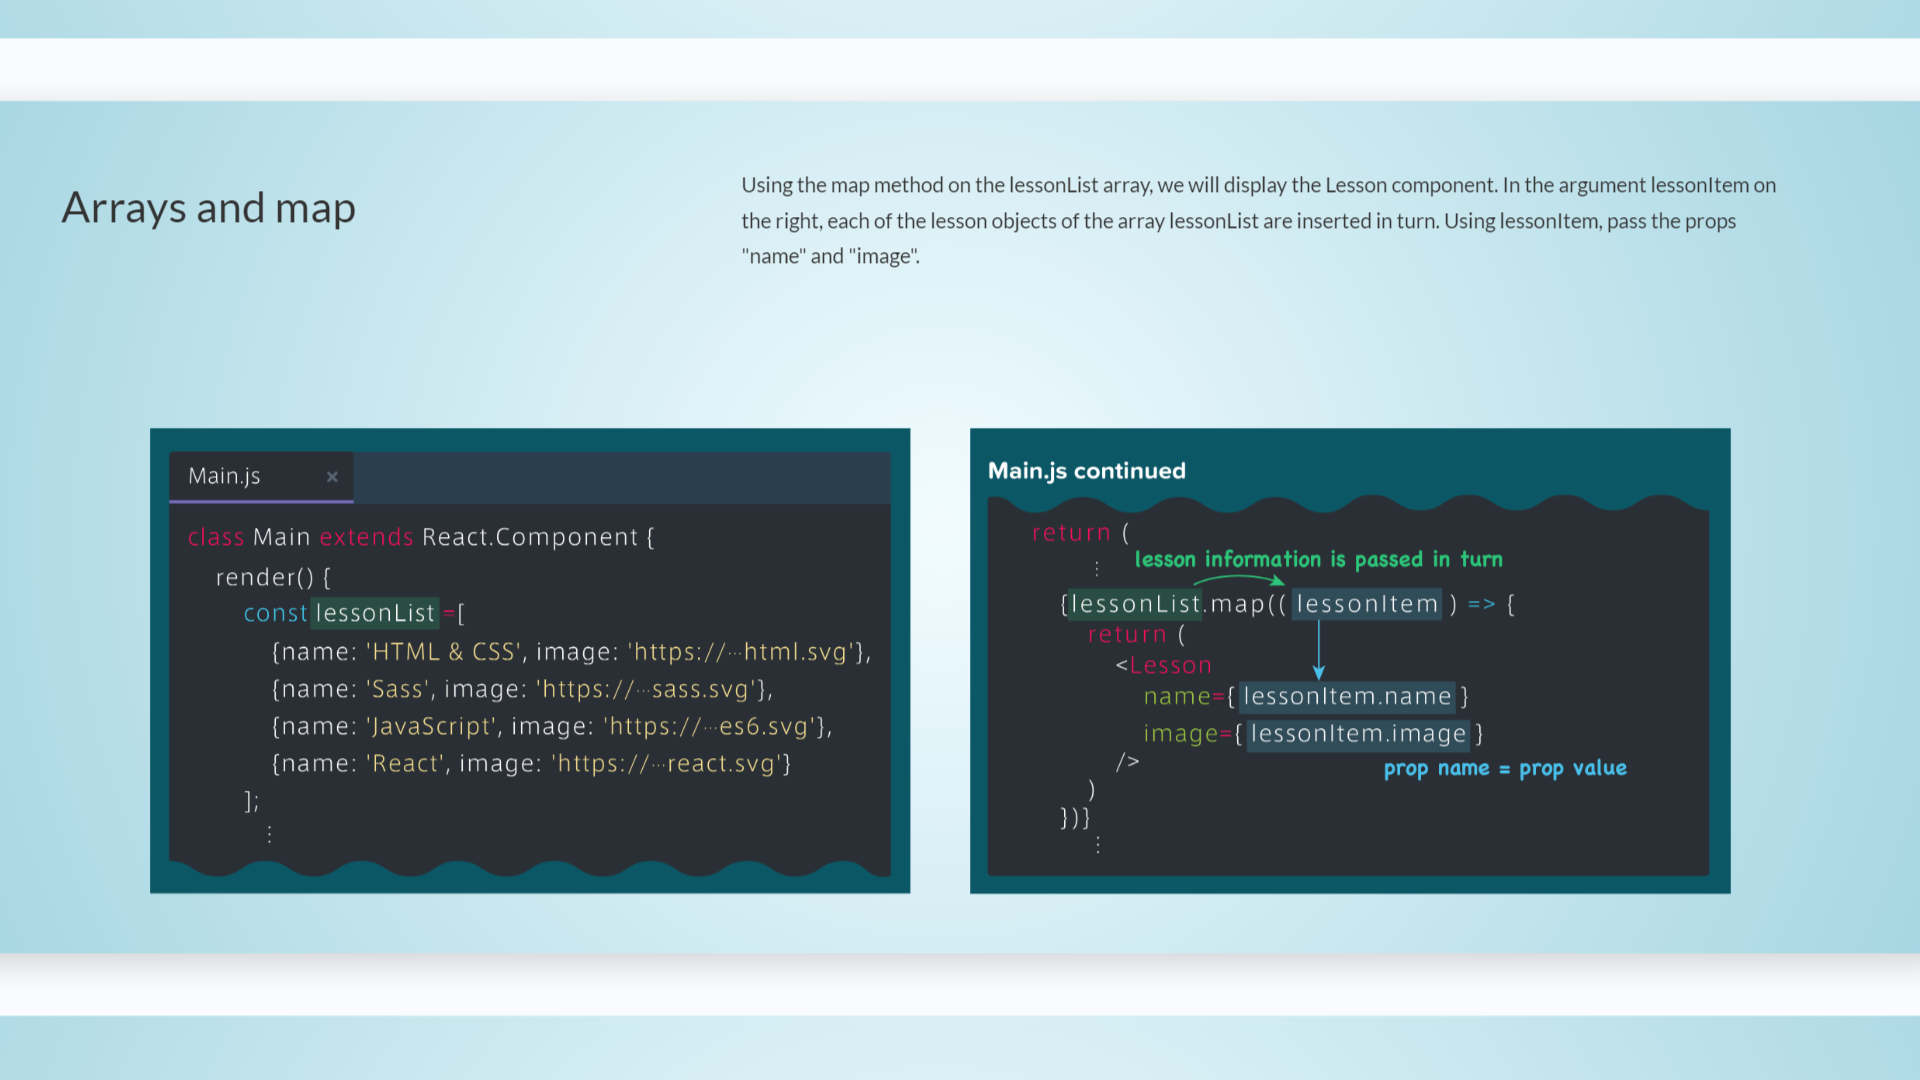 Arrays and map
Using the map method on the lessonList array, we will display the Lesson component. In the argument lessonItem on
the right, each of the lesson objects of the array lessonList are inserted in turn. Using lessonItem, pass the props
"name" and "image".
Main.js ×
class Main extends React.Component {
render() {
const lessonList =[
{name: 'HTML & CSS', image: 'https://…html.svg'},
{name: 'Sass', image: 'https://…sass.svg'},
{name: 'JavaScript', image: 'https://…es6.svg'},
{name: 'React', image: 'https://…react.svg'}
];
⋮
Main.js continued
return (
lesson information is passed in turn
⋮
{lessonList.map(( lessonItem ) => {
return (
<Lesson
name={ lessonItem.name }
image={ lessonItem.image }
/>
prop name = prop value
)
})}
⋮